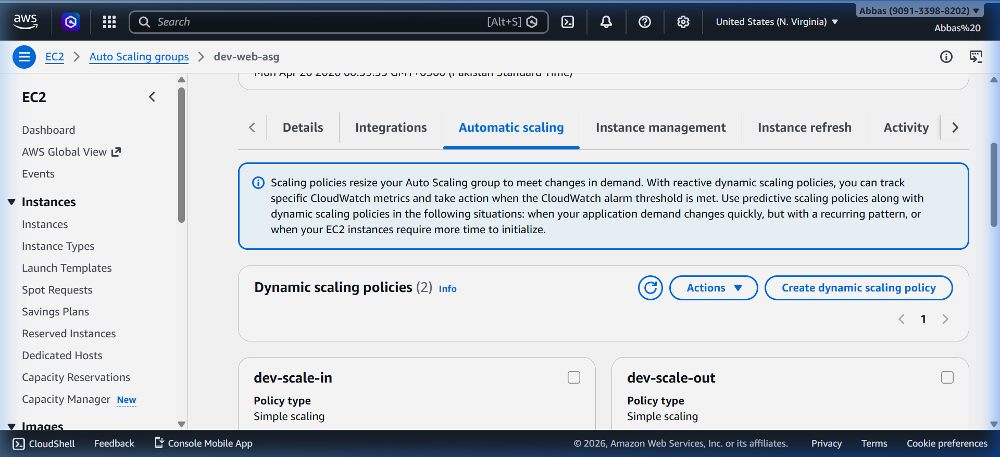 aws
Search
[Alt+S]
United States (N. Virginia)
Abbas (9091-3398-8202)
Abbas%20
EC2
Auto Scaling groups
dev-web-asg
EC2
Dashboard
AWS Global View
Events
Instances
Instances
Instance Types
Launch Templates
Spot Requests
Savings Plans
Reserved Instances
Dedicated Hosts
Capacity Reservations
Capacity Manager New
Images
(Pakistan Standard Time)
Details
Integrations
Automatic scaling
Instance management
Instance refresh
Activity
Scaling policies resize your Auto Scaling group to meet changes in demand. With reactive dynamic scaling policies, you can track
specific CloudWatch metrics and take action when the CloudWatch alarm threshold is met. Use predictive scaling policies along with
dynamic scaling policies in the following situations: when your application demand changes quickly, but with a recurring pattern, or
when your EC2 instances require more time to initialize.
Dynamic scaling policies (2) Info
Actions
Create dynamic scaling policy
1
dev-scale-in
Policy type
Simple scaling
dev-scale-out
Policy type
Simple scaling
CloudShell
Feedback
Console Mobile App
© 2026, Amazon Web Services, Inc. or its affiliates.
Privacy
Terms
Cookie preferences